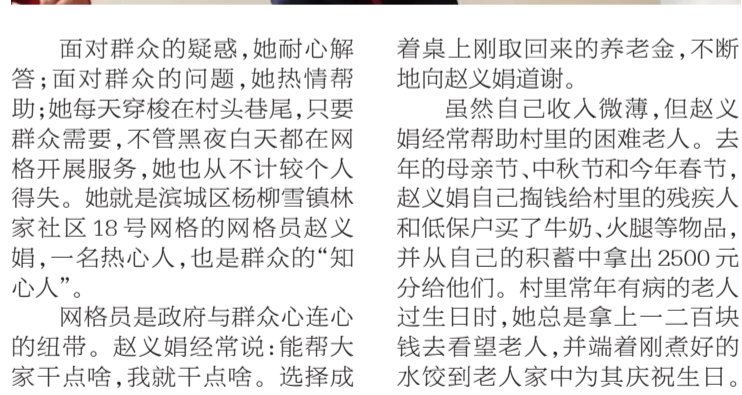 面对群众的疑惑，她耐心解
答；面对群众的问题，她热情帮
助；她每天穿梭在村头巷尾，只要
群众需要，不管黑夜白天都在网
格开展服务，她也从不计较个人
得失。她就是滨城区杨柳雪镇林
家社区18号网格的网格员赵义
娟，一名热心人，也是群众的“知
心人”。
网格员是政府与群众心连心
的纽带。赵义娟经常说：能帮大
家干点啥，我就干点啥。选择成
着桌上刚取回来的养老金，不断
地向赵义娟道谢。
虽然自己收入微薄，但赵义
娟经常帮助村里的困难老人。去
年的母亲节、中秋节和今年春节，
赵义娟自己掏钱给村里的残疾人
和低保户买了牛奶、火腿等物品，
并从自己的积蓄中拿出2500元
分给他们。村里常年有病的老人
过生日时，她总是拿上一二百块
钱去看望老人，并端着刚煮好的
水饺到老人家中为其庆祝生日。